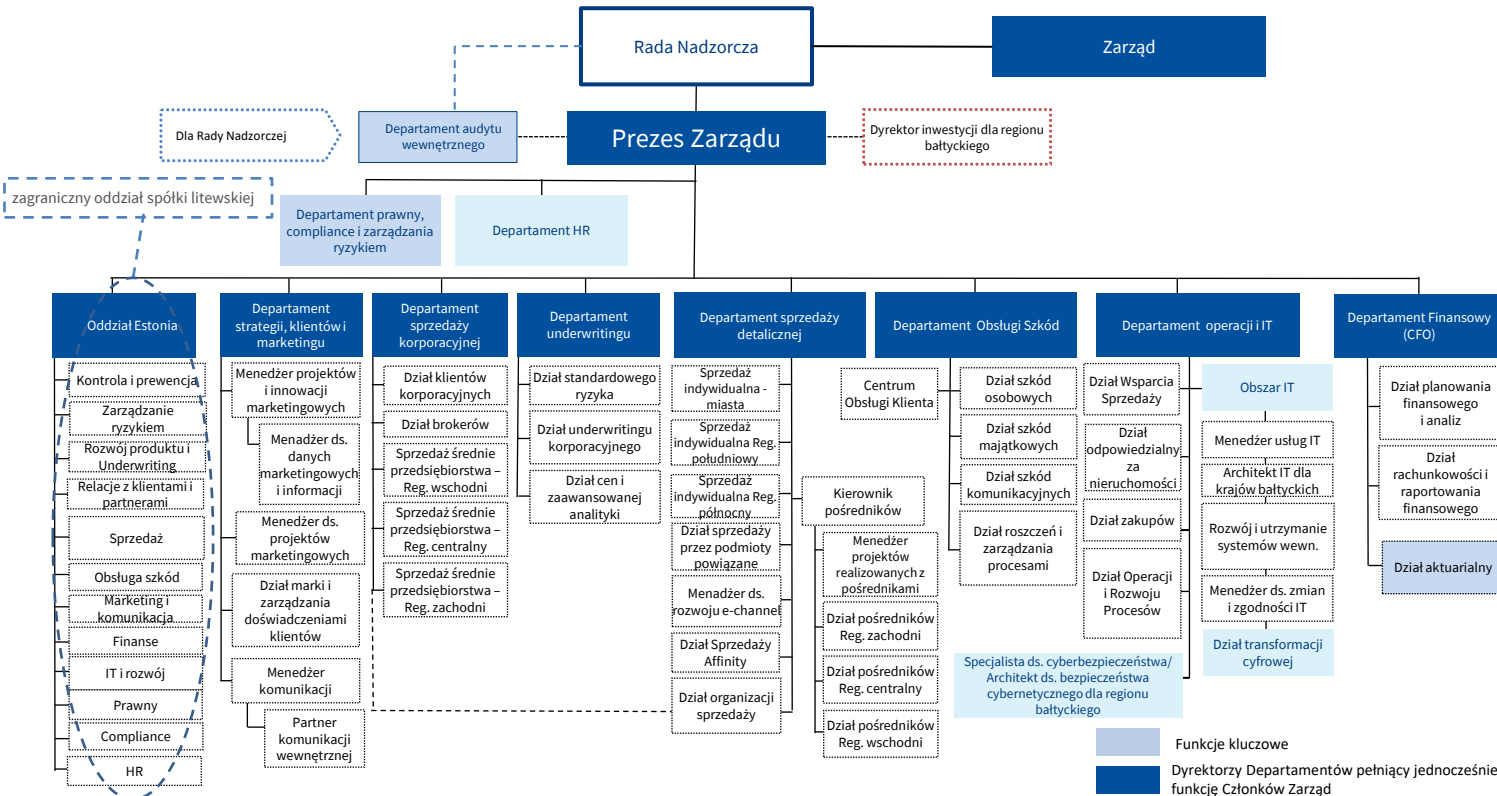 Rada Nadzorcza
Zarząd
Dla Rady Nadzorczej
Departament audytu
wewnętrznego
Prezes Zarządu
Dyrektor inwestycji dla regionu
bałtyckiego
zagraniczny oddział spółki litewskiej
Departament prawny,
compliance i zarządzania
ryzykiem
Departament HR
Oddział Estonia
Kontrola i prewencja
Zarządzanie
ryzykiem
Rozwój produktu i
Underwriting
Relacje z klientami i
partnerami
Sprzedaż
Obsługa szkód
Marketing i
komunikacja
Finanse
IT i rozwój
Prawny
Compliance
HR
Departament
strategii, klientów i
marketingu
Menedżer projektów
i innowacji
marketingowych
Menadżer ds.
danych
marketingowych
i informacji
Menedżer ds.
projektów
marketingowych
Dział marki i
zarządzania
doświadczeniami
klientów
Menedżer
komunikacji
Partner
komunikacji
wewnętrznej
Departament
sprzedaży
korporacyjnej
Dział klientów
korporacyjnych
Dział brokerów
Sprzedaż średnie
przedsiębiorstwa –
Reg. wschodni
Sprzedaż średnie
przedsiębiorstwa –
Reg. centralny
Sprzedaż średnie
przedsiębiorstwa –
Reg. zachodni
Departament
underwritingu
Dział standardowego
ryzyka
Dział underwritingu
korporacyjnego
Dział cen i
zaawansowanej
analityki
Departament sprzedaży
detalicznej
Sprzedaż
indywidualna -
miasta
Sprzedaż
indywidualna Reg.
południowy
Sprzedaż
indywidualna Reg.
północny
Dział sprzedaży
przez podmioty
powiązane
Menadżer ds.
rozwoju e-channel
Dział Sprzedaży
Affinity
Dział organizacji
sprzedaży
Kierownik
pośredników
Menedżer
projektów
realizowanych z
pośrednikami
Dział pośredników
Reg. zachodni
Dział pośredników
Reg. centralny
Dział pośredników
Reg. wschodni
Departament Obsługi Szkód
Centrum
Obsługi Klienta
Dział szkód
osobowych
Dział szkód
majątkowych
Dział szkód
komunikacyjnych
Dział roszczeń i
zarządzania
procesami
Departament operacji i IT
Dział Wsparcia
Sprzedaży
Dział
odpowiedzialny
za
nieruchomości
Dział zakupów
Dział Operacji
i Rozwoju
Procesów
Specjalista ds. cyberbezpieczeństwa/
Architekt ds. bezpieczeństwa
cybernetycznego dla regionu
bałtyckiego
Obszar IT
Menedżer usług IT
Architekt IT dla
krajów bałtyckich
Rozwój i utrzymanie
systemów wewn.
Menedżer ds. zmian
i zgodności IT
Dział transformacji
cyfrowej
Departament Finansowy
(CFO)
Dział planowania
finansowego
i analiz
Dział
rachunkowości i
raportowania
finansowego
Dział aktuarialny
Funkcje kluczowe
Dyrektorzy Departamentów pełniący jednocześnie
funkcję Członków Zarząd